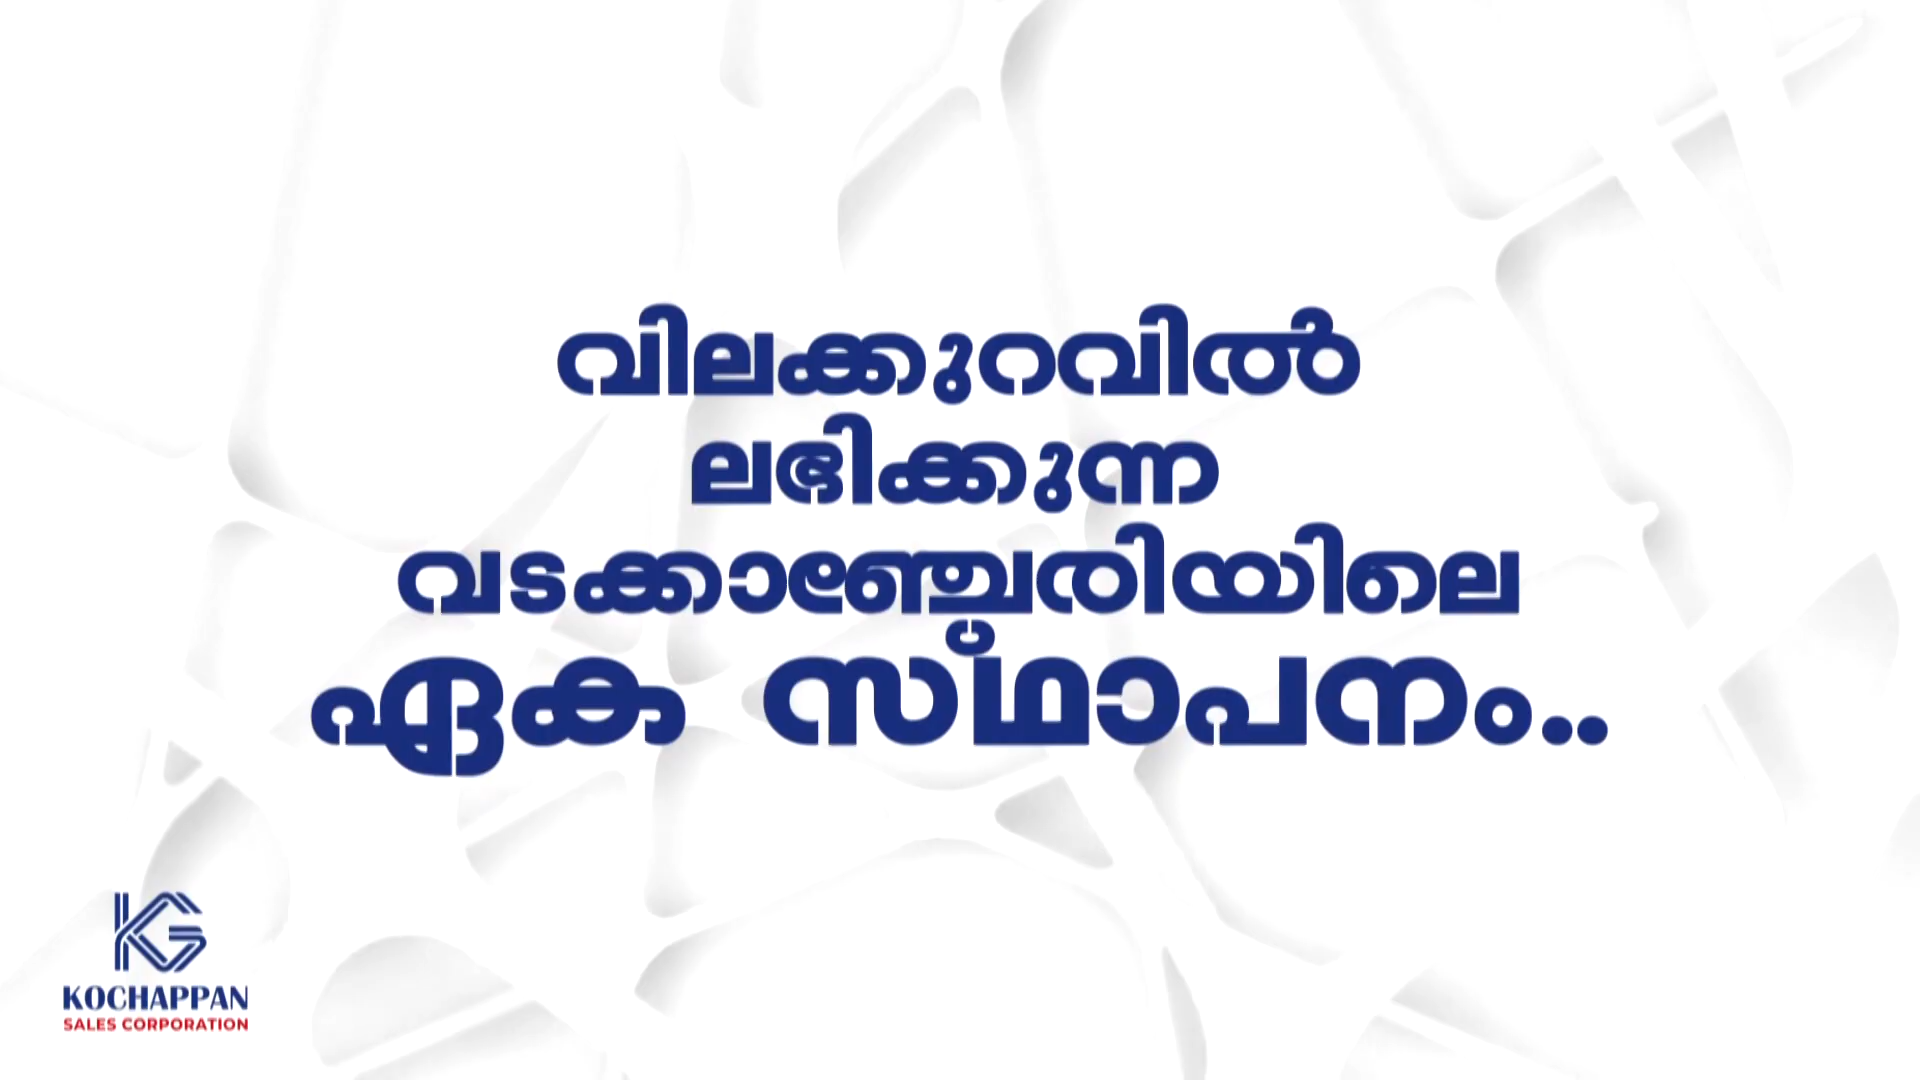 വിലക്കുറവിൽ
ലഭിക്കുന്ന
വടക്കാഞ്ചേരിയിലെ
ഏക സ്ഥാപനം..
KOCHAPPAN
SALES CORPORATION